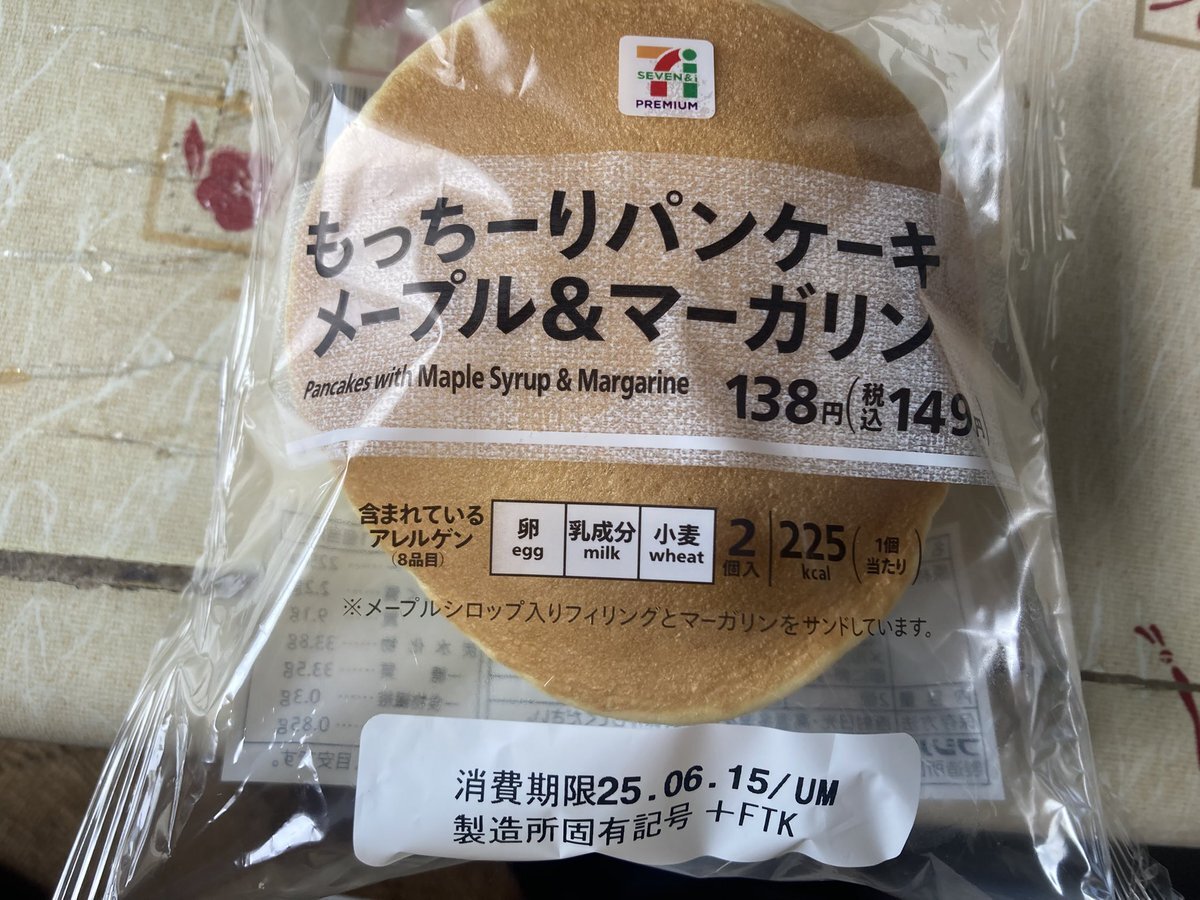 SEVEN&i
PREMIUM
もっちーりパンケーキ
メープル&マーガリン
Pancakes with Maple Syrup & Margarine
138円(税込149円)
含まれている
アレルゲン
(8品目)
卵
egg
乳成分
milk
小麦
wheat
2
個入
225
kcal
(1個
当たり)
※メープルシロップ入りフィリングとマーガリンをサンドしています。
消費期限25.06.15/UM
製造所固有記号 +FTK